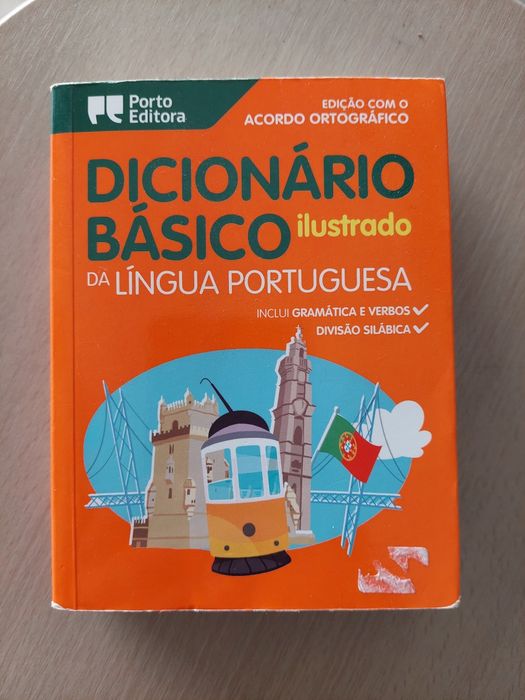 Porto
Editora
EDIÇÃO COM O
ACORDO ORTOGRÁFICO
DICIONÁRIO
BÁSICO ilustrado
DA LÍNGUA PORTUGUESA
INCLUI GRAMÁTICA E VERBOS
DIVISÃO SILÁBICA